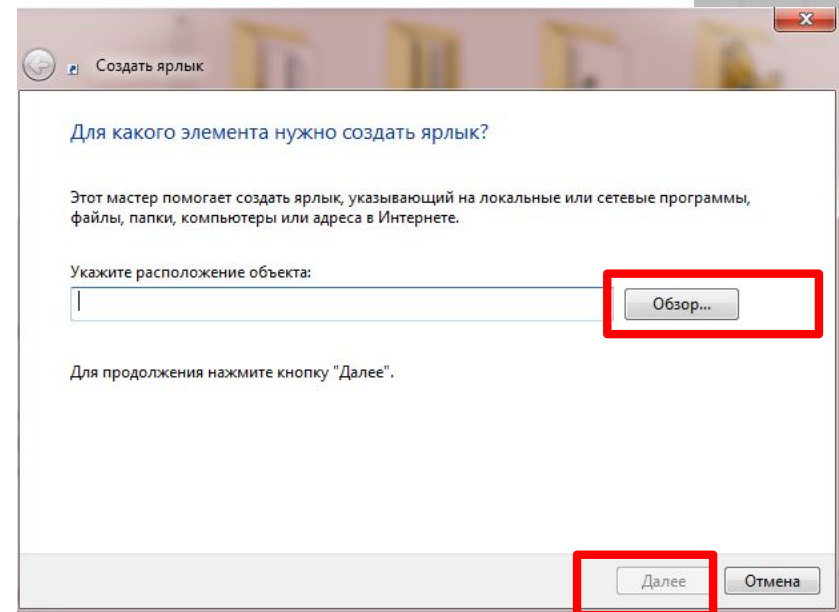 Создать ярлык
Для какого элемента нужно создать ярлык?
Этот мастер помогает создать ярлык, указывающий на локальные или сетевые программы,
файлы, папки, компьютеры или адреса в Интернете.
Укажите расположение объекта:
Обзор...
Для продолжения нажмите кнопку "Далее".
Далее
Отмена